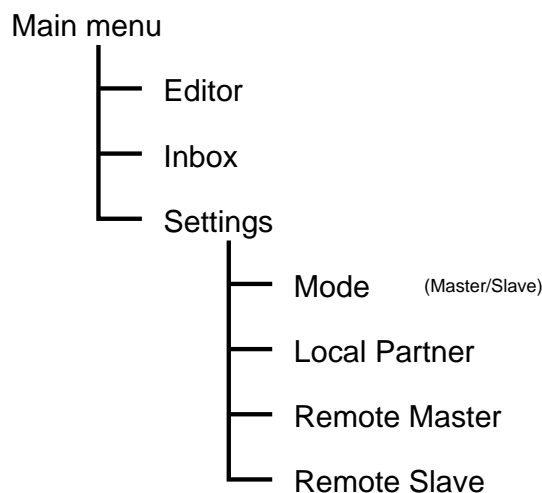 Main menu
Editor
Inbox
Settings
Mode (Master/Slave)
Local Partner
Remote Master
Remote Slave